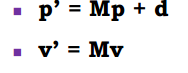 ▪ p’ = Mp + d
▪ v’ = Mv